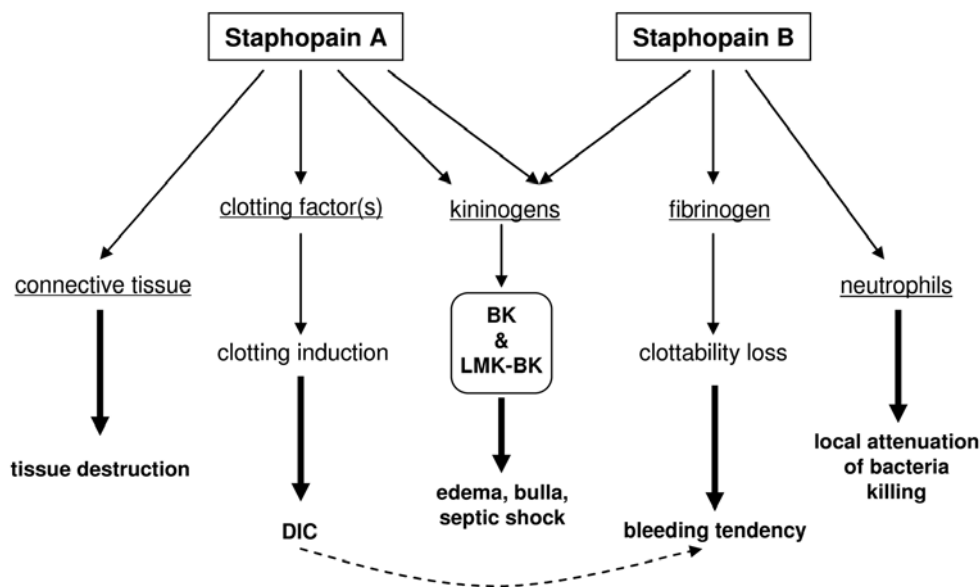 Staphopain A
Staphopain B
clotting factor(s)
kininogens
fibrinogen
connective tissue
neutrophils
BK
&
LMK-BK
clotting induction
clottability loss
tissue destruction
local attenuation
of bacteria
killing
edema, bulla,
septic shock
DIC
bleeding tendency